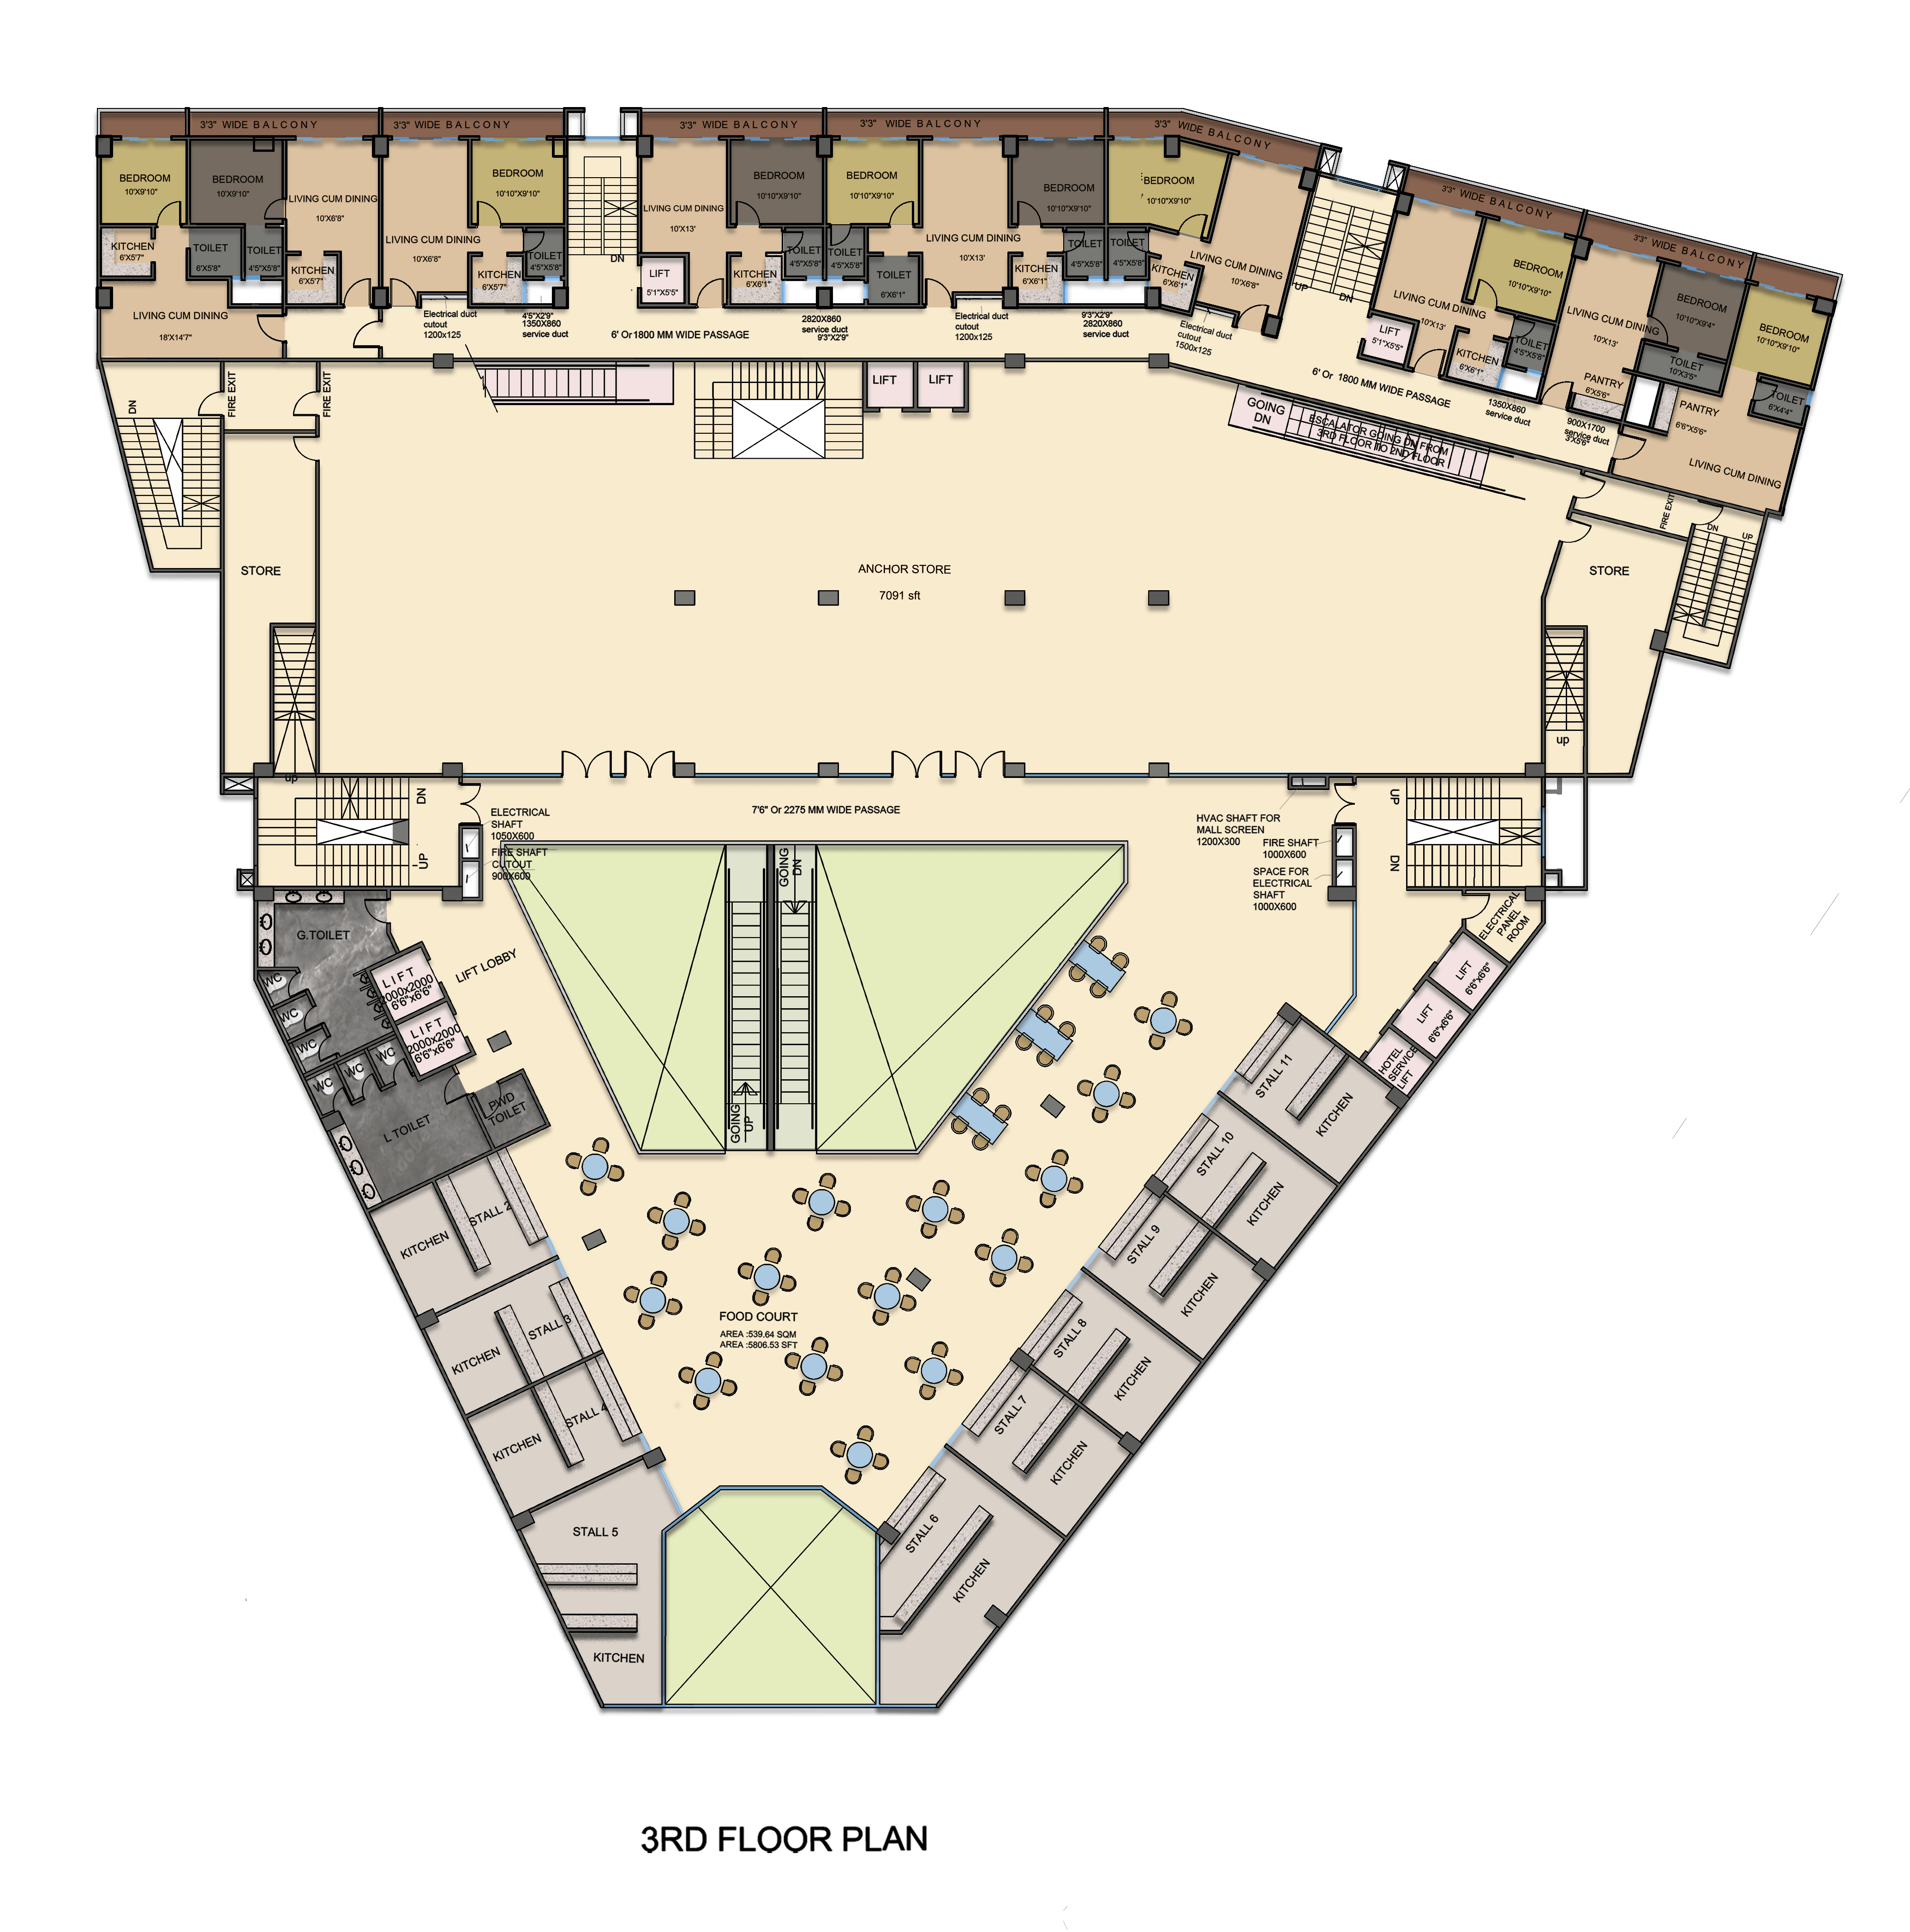 3'3" WIDE BALCONY
3'3" WIDE BALCONY
3'3" WIDE BALCONY
3'3" WIDE BALCONY
3'3" WIDE BALCONY
3'3" WIDE BALCONY
3'3" WIDE BALCONY
BEDROOM
10'X9'10"
BEDROOM
10'X9'10"
LIVING CUM DINING
10'X6'8"
KITCHEN
6'X5'7"
TOILET
6'X5'8"
TOILET
4'5"X5'8"
KITCHEN
6'X5'7"
LIVING CUM DINING
18'X14'7"
BEDROOM
10'10"X9'10"
LIVING CUM DINING
10'X6'8"
KITCHEN
6'X5'7"
TOILET
4'5"X5'8"
DN
Electrical duct
cutout
1200x125
4'5"X2'9"
1350X860
service duct
LIVING CUM DINING
10'X13'
BEDROOM
10'10"X9'10"
LIFT
5'1"X5'5"
KITCHEN
6'X6'1"
TOILET
4'5"X5'8"
6' Or1800 MM WIDE PASSAGE
2820X860
service duct
9'3"X2'9"
BEDROOM
10'10"X9'10"
TOILET
4'5"X5'8"
TOILET
6'X6'1"
LIVING CUM DINING
10'X13'
BEDROOM
10'10"X9'10"
KITCHEN
6'X6'1"
TOILET
4'5"X5'8"
Electrical duct
cutout
1200x125
9'3"X2'9"
2820X860
service duct
BEDROOM
10'10"X9'10"
TOILET
4'5"X5'8"
KITCHEN
6'X6'1"
LIVING CUM DINING
10'X6'8"
Electrical duct
cutout
1500x125
UP
DN
LIVING CUM DINING
10'X13'
BEDROOM
10'10"X9'10"
LIFT
5'1"X5'5"
KITCHEN
6'X6'1"
TOILET
4'5"X5'8"
1350X860
service duct
6' Or 1800 MM WIDE PASSAGE
LIVING CUM DINING
10'X13'
BEDROOM
10'10"X9'4"
TOILET
10'X3'5"
PANTRY
6'X5'6"
900X1700
service duct
3'X5'6"
BEDROOM
10'10"X9'10"
TOILET
6'X4'4"
PANTRY
6'6"X5'6"
LIVING CUM DINING
DN
FIRE EXIT
FIRE EXIT
LIFT
LIFT
GOING
DN
ESCALATOR GOING DN FROM
3RD FLOOR TO 2ND FLOOR
FIRE EXIT
DN
UP
STORE
ANCHOR STORE
7091 sft
STORE
up
up
DN
UP
ELECTRICAL
SHAFT
1050X600
FIRE SHAFT
CUTOUT
900X600
7'6" Or 2275 MM WIDE PASSAGE
HVAC SHAFT FOR
MALL SCREEN
1200X300
FIRE SHAFT
1000X600
SPACE FOR
ELECTRICAL
SHAFT
1000X600
UP
DN
GOING
DN
GOING
UP
G.TOILET
WC
WC
WC
WC
WC
WC
LIFT
2000x2000
6'6"x6'6"
LIFT
2000x2000
6'6"x6'6"
LIFT LOBBY
L TOILET
PWD
TOILET
ELECTRICAL
PANEL
ROOM
LIFT
6'6"x6'6"
LIFT
6'6"x6'6"
HOTEL
SERVICE
LIFT
STALL 11
KITCHEN
STALL 10
KITCHEN
STALL 9
KITCHEN
STALL 8
KITCHEN
STALL 7
KITCHEN
STALL 6
KITCHEN
STALL 2
KITCHEN
STALL 3
KITCHEN
STALL 4
KITCHEN
STALL 5
KITCHEN
FOOD COURT
AREA :539.64 SQM
AREA :5806.53 SFT
3RD FLOOR PLAN